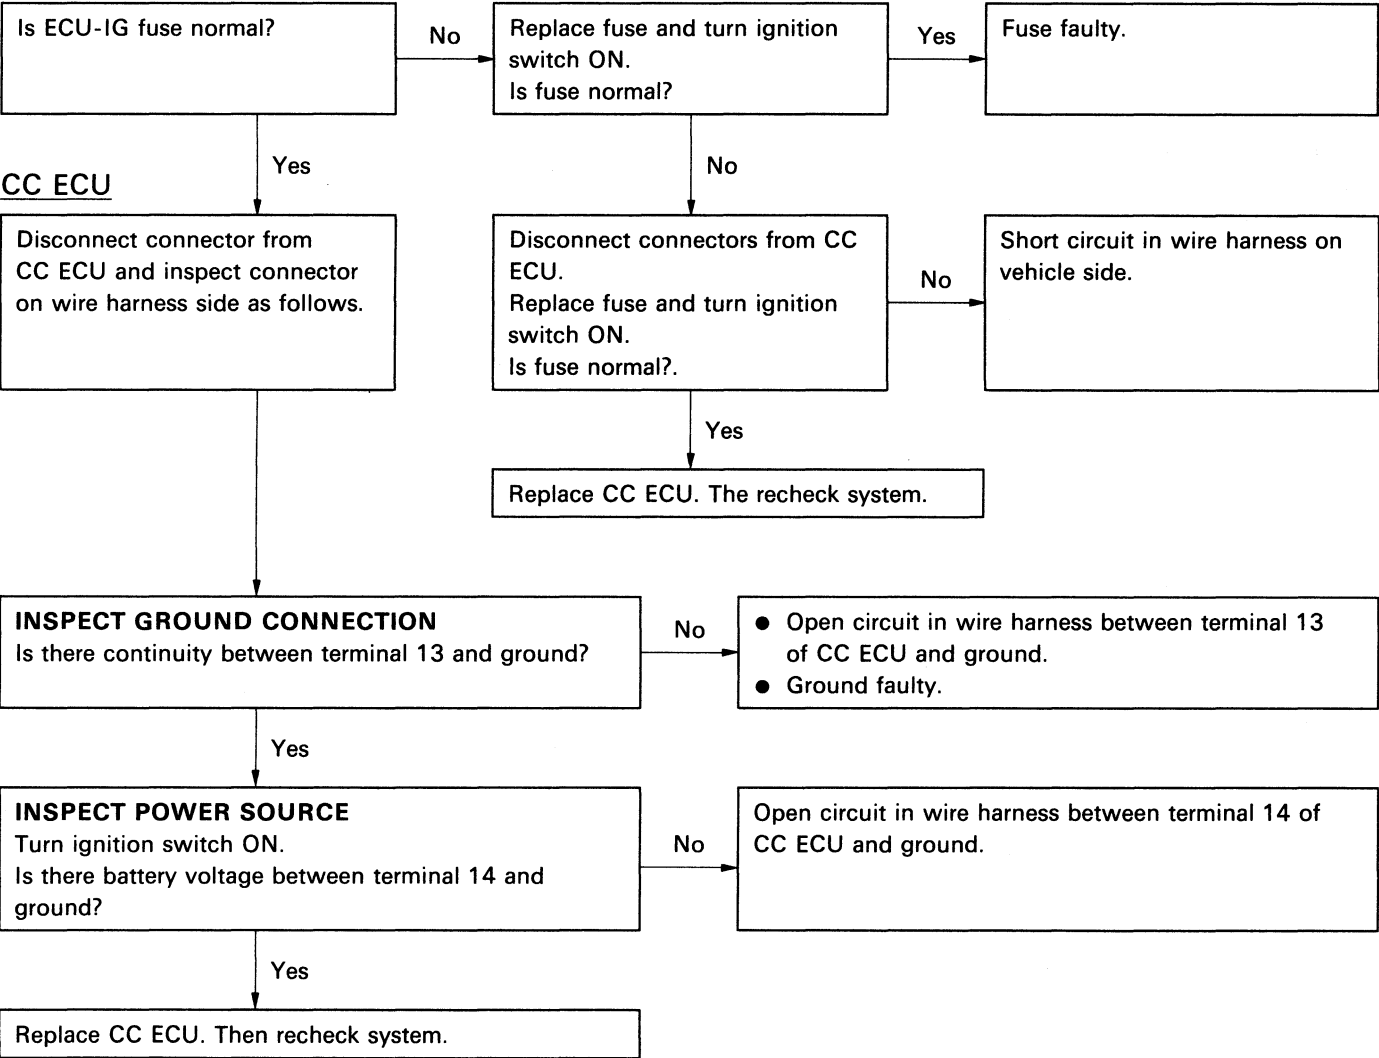 Is ECU-IG fuse normal?
No
Replace fuse and turn ignition
switch ON.
Is fuse normal?
Yes
Fuse faulty.
Yes
No
CC ECU
Disconnect connector from
CC ECU and inspect connector
on wire harness side as follows.
Disconnect connectors from CC
ECU.
Replace fuse and turn ignition
switch ON.
Is fuse normal?.
No
Short circuit in wire harness on
vehicle side.
Yes
Replace CC ECU. The recheck system.
INSPECT GROUND CONNECTION
Is there continuity between terminal 13 and ground?
No
● Open circuit in wire harness between terminal 13
of CC ECU and ground.
● Ground faulty.
Yes
INSPECT POWER SOURCE
Turn ignition switch ON.
Is there battery voltage between terminal 14 and
ground?
No
Open circuit in wire harness between terminal 14 of
CC ECU and ground.
Yes
Replace CC ECU. Then recheck system.